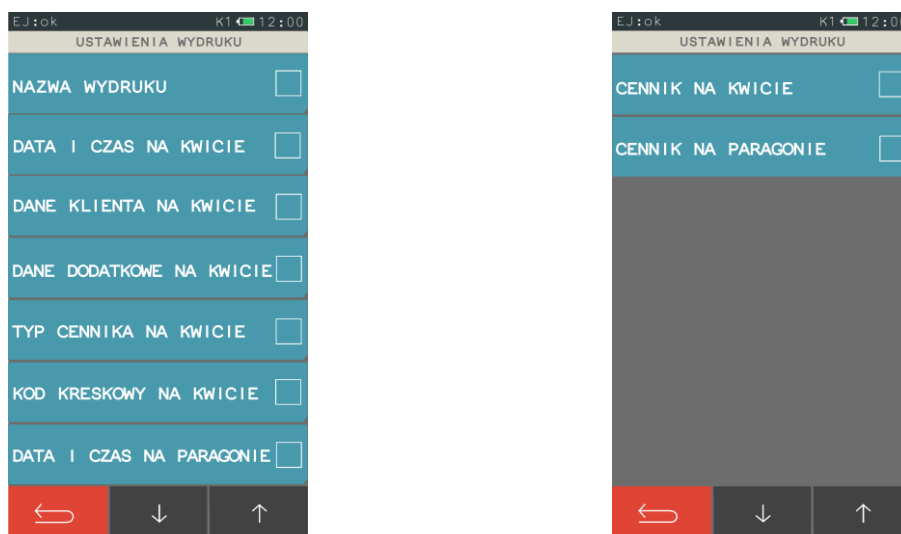 EJ:ok K1 12:00
USTAWIENIA WYDRUKU
NAZWA WYDRUKU
DATA I CZAS NA KWICIE
DANE KLIENTA NA KWICIE
DANE DODATKOWE NA KWICIE
TYP CENNIKA NA KWICIE
KOD KRESKOWY NA KWICIE
DATA I CZAS NA PARAGONIE
EJ:ok K1 12:00
USTAWIENIA WYDRUKU
CENNIK NA KWICIE
CENNIK NA PARAGONIE